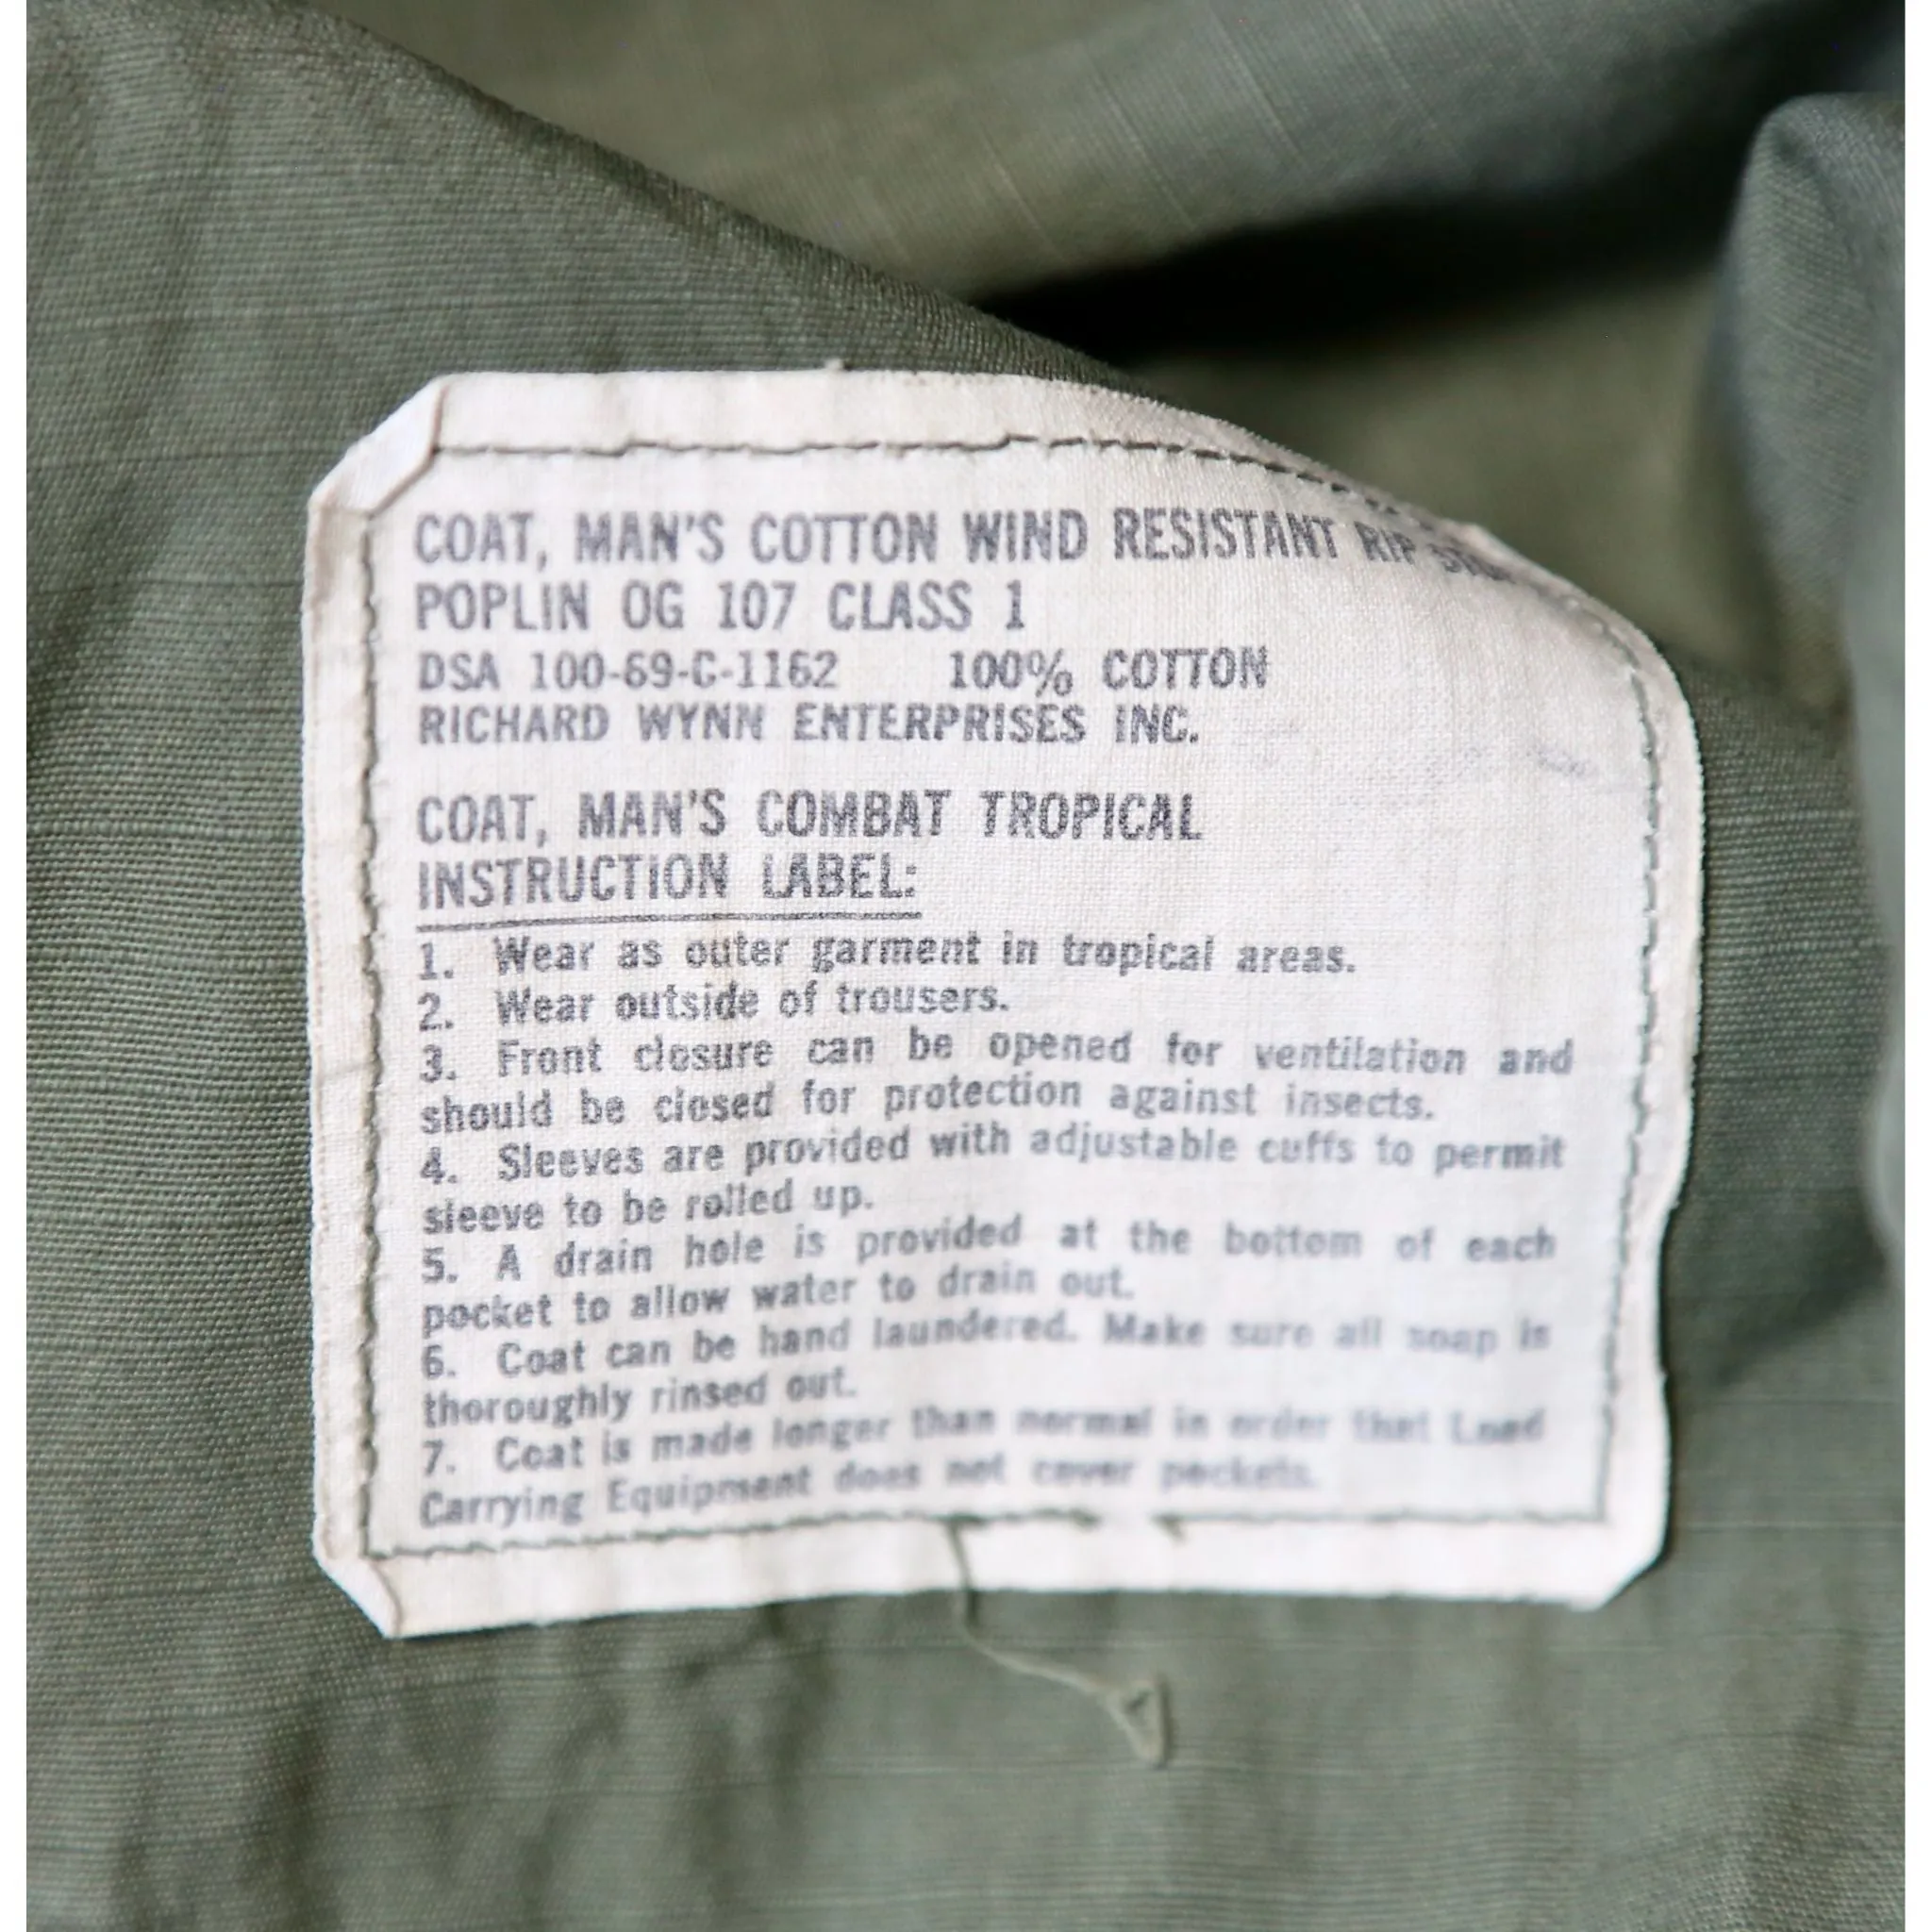 COAT, MAN'S COTTON WIND RESISTANT RIP
POPLIN OG 107 CLASS 1
DSA 100-69-C-1162 100% COTTON
RICHARD WYNN ENTERPRISES INC.
COAT, MAN'S COMBAT TROPICAL
INSTRUCTION LABEL:
1. Wear as outer garment in tropical areas.
2. Wear outside of trousers.
3. Front closure can be opened for ventilation and
should be closed for protection against insects.
4. Sleeves are provided with adjustable cuffs to permit
sleeve to be rolled up.
5. A drain hole is provided at the bottom of each
pocket to allow water to drain out.
6. Coat can be hand laundered. Make sure all soap is
thoroughly rinsed out.
7. Coat is made longer than normal in order that Load
Carrying Equipment does not cover pockets.